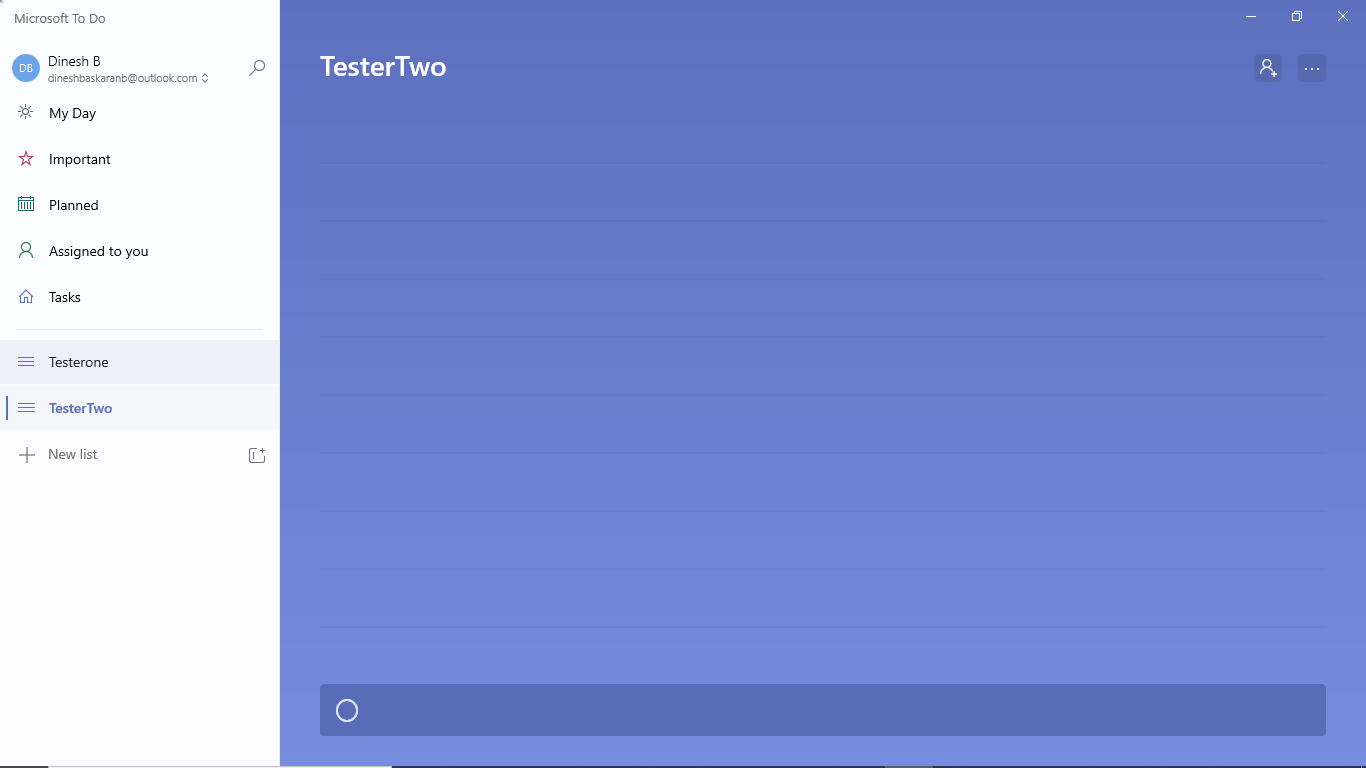 Microsoft To Do
DB
Dinesh B
dineshbaskaranb@outlook.com
My Day
Important
Planned
Assigned to you
Tasks
Testerone
TesterTwo
New list
TesterTwo